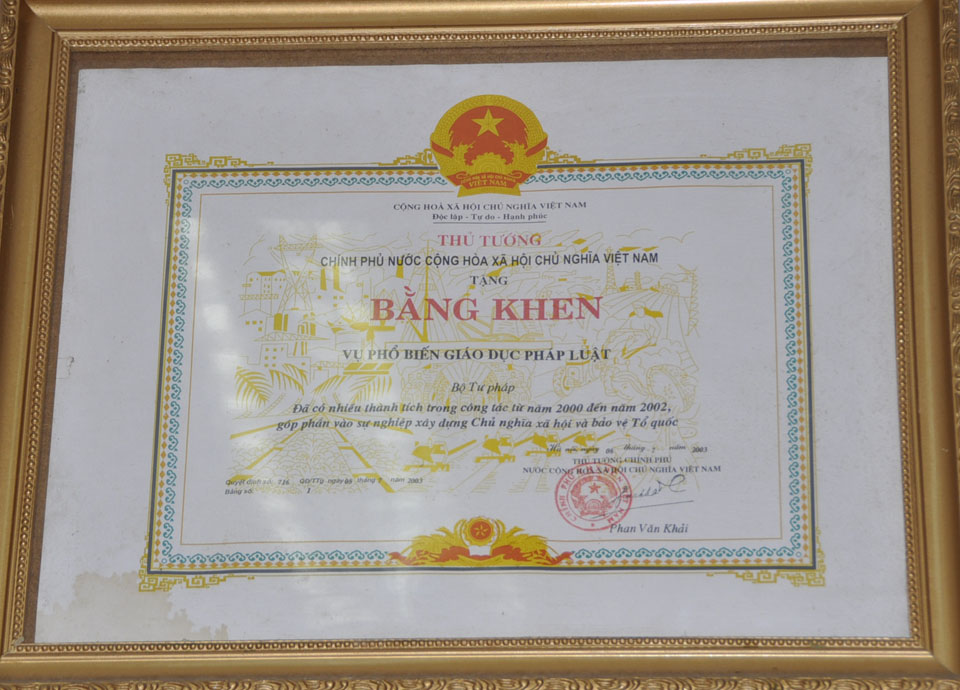 VIỆT NAM
CỘNG HOÀ XÃ HỘI CHỦ NGHĨA VIỆT NAM
Độc lập - Tự do - Hạnh phúc
THỦ TƯỚNG
CHÍNH PHỦ NƯỚC CỘNG HÒA XÃ HỘI CHỦ NGHĨA VIỆT NAM
TẶNG
BẰNG KHEN
VỤ PHỔ BIẾN GIÁO DỤC PHÁP LUẬT
Bộ Tư pháp
Đã có nhiều thành tích trong công tác từ năm 2000 đến năm 2002,
góp phần vào sự nghiệp xây dựng Chủ nghĩa xã hội và bảo vệ Tổ quốc
Hà nội, ngày 06 tháng 7 năm 2003
THỦ TƯỚNG CHÍNH PHỦ
NƯỚC CỘNG HOÀ XÃ HỘI CHỦ NGHĨA VIỆT NAM
Quyết định số: 716 QĐ/TTg ngày 06 tháng 7 năm 2003
Bảng số: 1
Phan Văn Khải